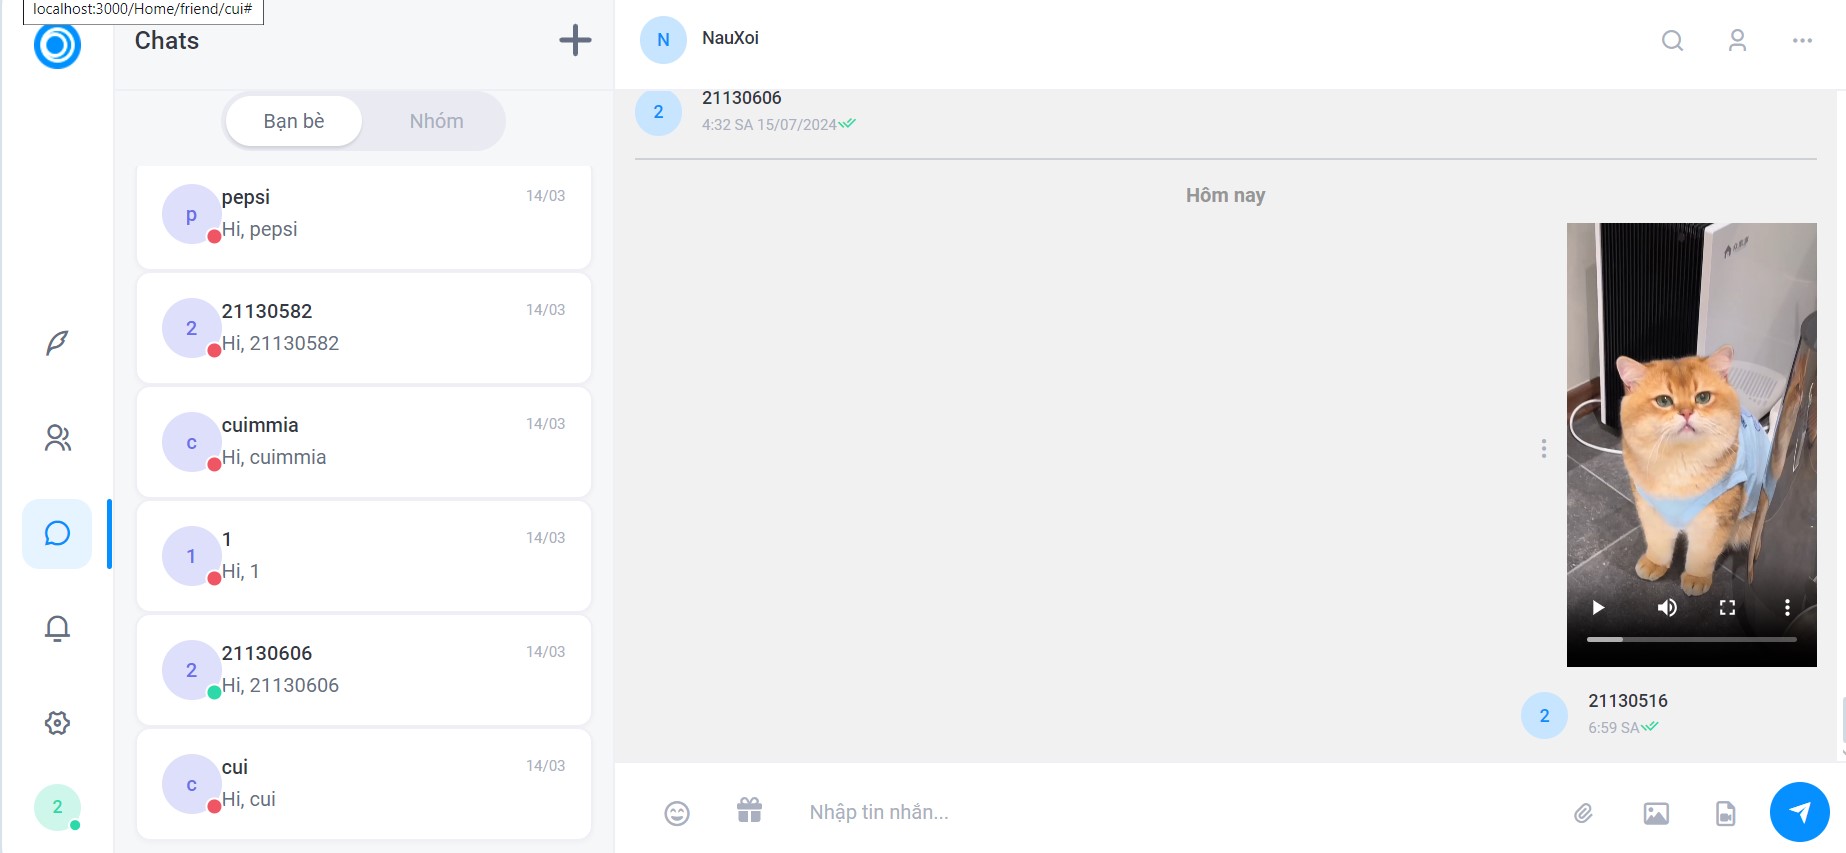 localhost:3000/Home/friend/cui#
Chats
Bạn bè
Nhóm
p
pepsi
14/03
Hi, pepsi
2
21130582
14/03
Hi, 21130582
c
cuimmia
14/03
Hi, cuimmia
1
1
14/03
Hi, 1
2
21130606
14/03
Hi, 21130606
c
cui
14/03
Hi, cui
2
N
NauXoi
2
21130606
4:32 SA 15/07/2024
Hôm nay
2
21130516
6:59 SA
Nhập tin nhắn...